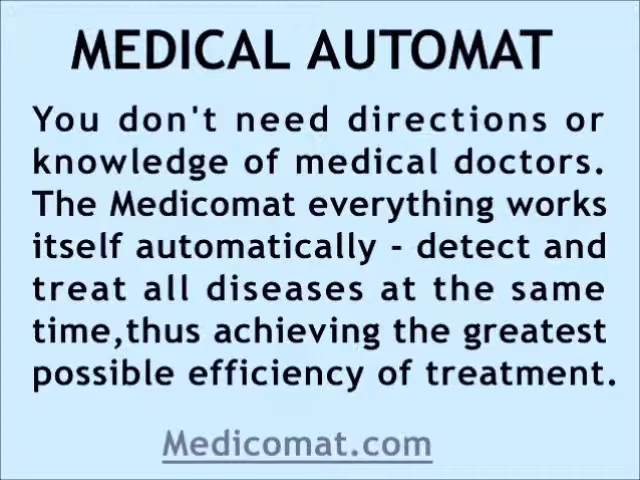 MEDICAL AUTOMAT
You don't need directions or
knowledge of medical doctors.
The Medicomat everything works
itself automatically - detect and
treat all diseases at the same
time,thus achieving the greatest
possible efficiency of treatment.
Medicomat.com